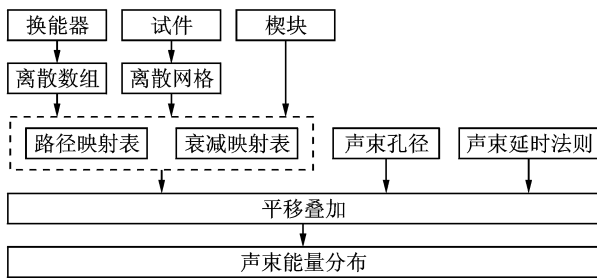 换能器
试件
楔块
离散数组
离散网格
路径映射表
衰减映射表
声束孔径
声束延时法则
平移叠加
声束能量分布